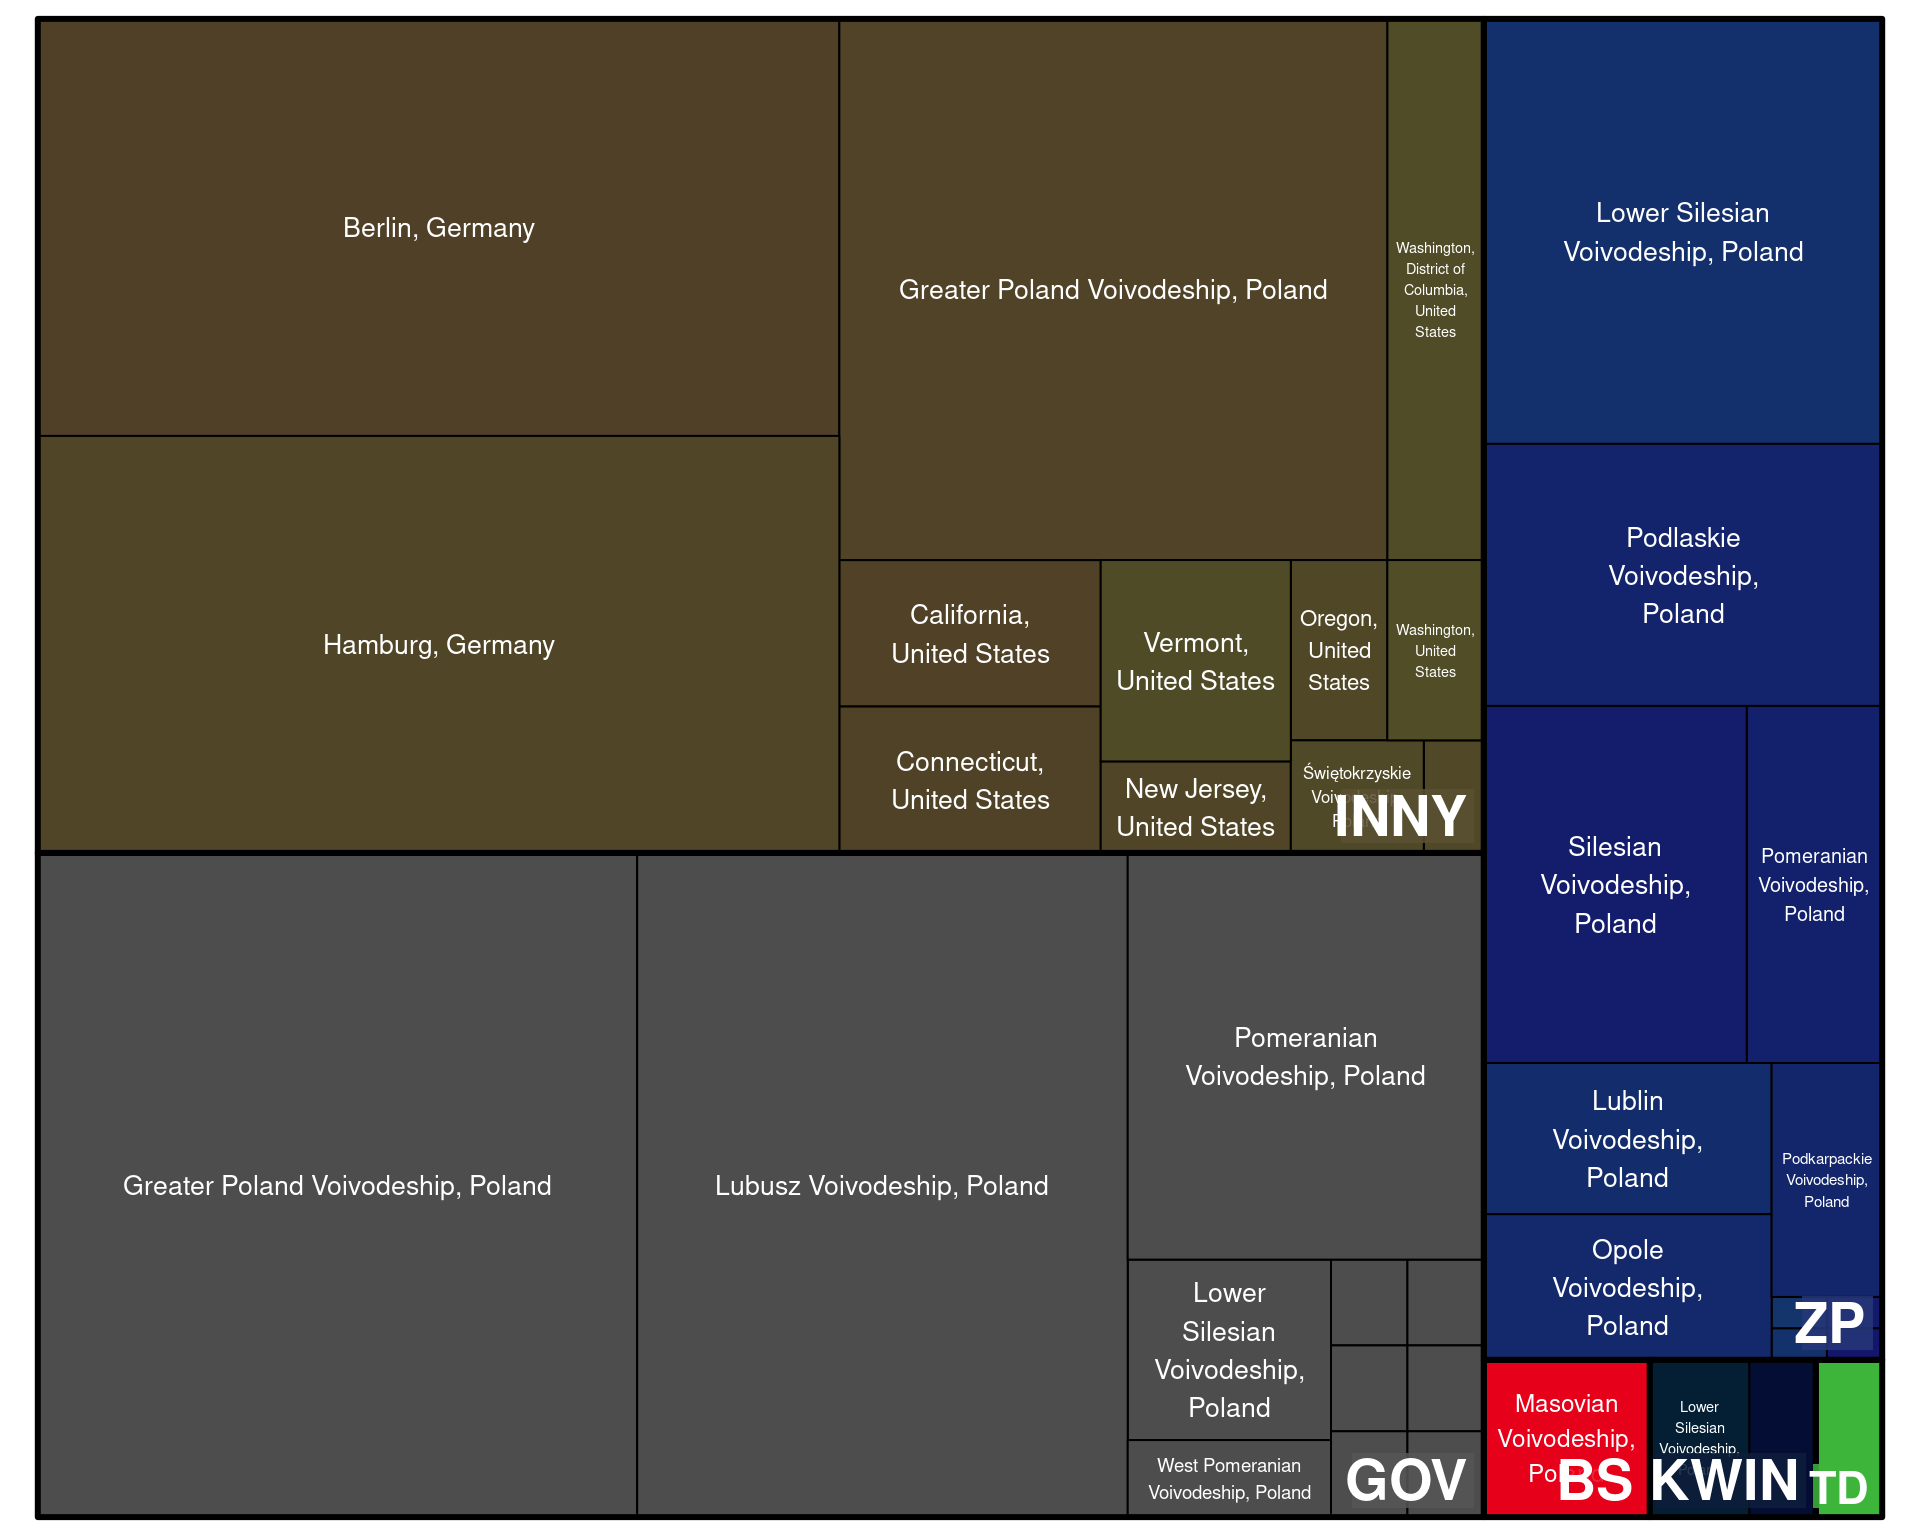 Berlin, Germany
Hamburg, Germany
Greater Poland Voivodeship, Poland
Washington,
District of
Columbia,
United
States
California,
United States
Connecticut,
United States
Vermont,
United States
New Jersey,
United States
Oregon,
United
States
Washington,
United
States
Świętokrzyskie
INNY
Greater Poland Voivodeship, Poland
Lubusz Voivodeship, Poland
Pomeranian
Voivodeship, Poland
Lower
Silesian
Voivodeship,
Poland
West Pomeranian
Voivodeship, Poland
GOV
Lower Silesian
Voivodeship, Poland
Podlaskie
Voivodeship,
Poland
Silesian
Voivodeship,
Poland
Pomeranian
Voivodeship,
Poland
Lublin
Voivodeship,
Poland
Opole
Voivodeship,
Poland
Podkarpackie
Voivodeship,
Poland
ZP
Masovian
Voivodeship,
BS
Lower
Silesian
Voivodeship,
KWIN
TD